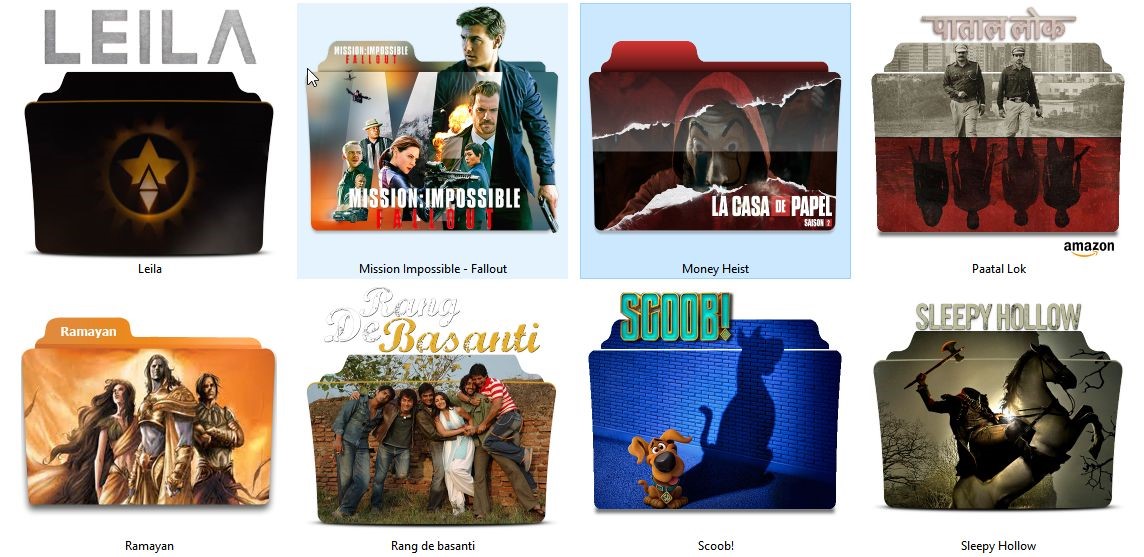 LEILA
Leila
MISSION:IMPOSSIBLE
FALLOUT
MISSION:IMPOSSIBLE
FALLOUT
Mission Impossible - Fallout
LA CASA DE PAPEL
SAISON 2
Money Heist
पाताल लोक
amazon
Paatal Lok
Ramayan
Ramayan
Rang
De Basanti
Rang de basanti
SCOOB!
Scoob!
SLEEPY HOLLOW
Sleepy Hollow